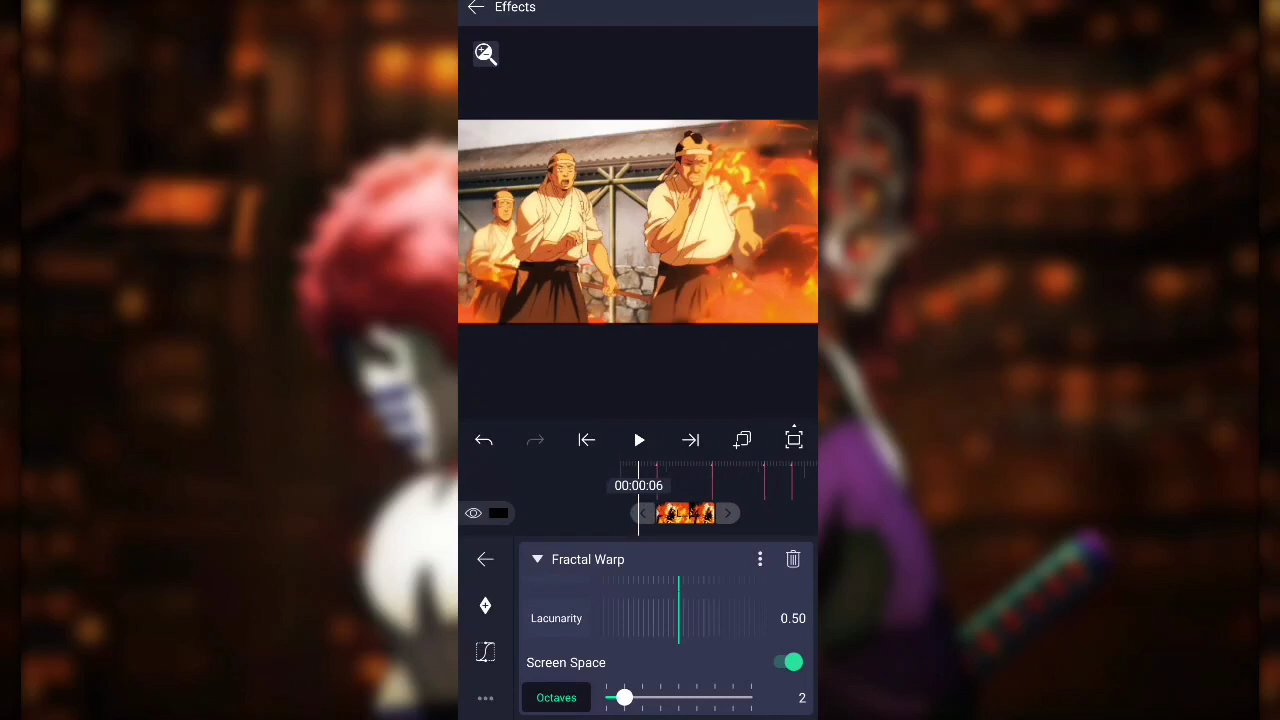 Effects
00:00:06
Fractal Warp
Lacunarity
0.50
Screen Space
Octaves
2